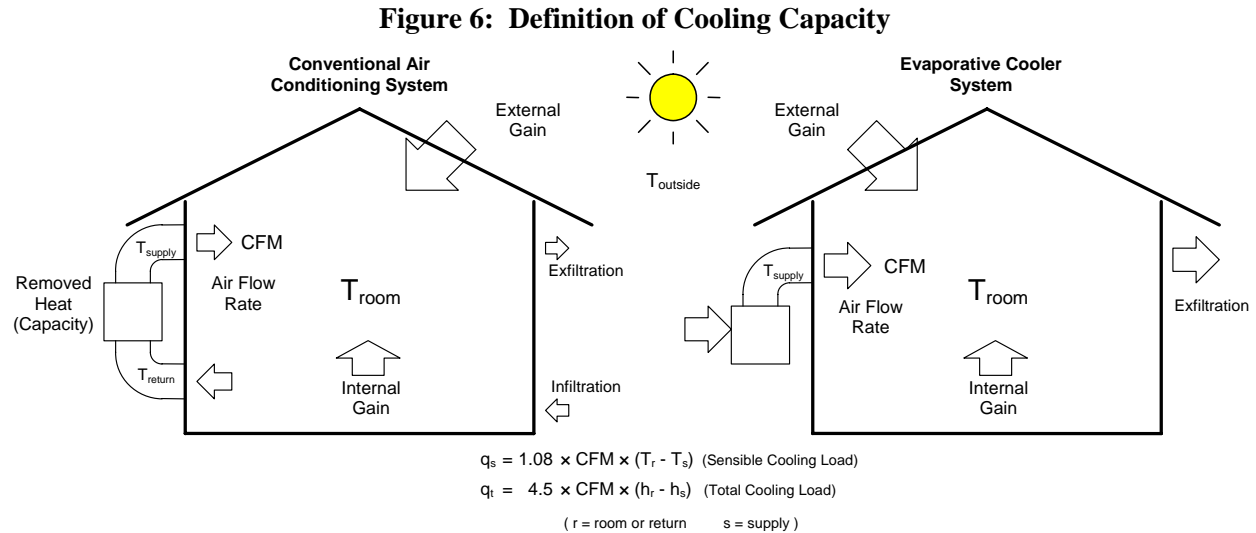 Figure 6:  Definition of Cooling Capacity
Conventional Air
Conditioning System
External
Gain
T_supply
CFM
Removed
Heat
(Capacity)
Air Flow
Rate
T_room
Exfiltration
T_return
Internal
Gain
Infiltration
T_outside
Evaporative Cooler
System
External
Gain
T_supply
CFM
Air Flow
Rate
T_room
Exfiltration
Internal
Gain
q_s = 1.08 × CFM × (T_r - T_s) (Sensible Cooling Load)
q_t = 4.5 × CFM × (h_r - h_s) (Total Cooling Load)
( r = room or return s = supply )